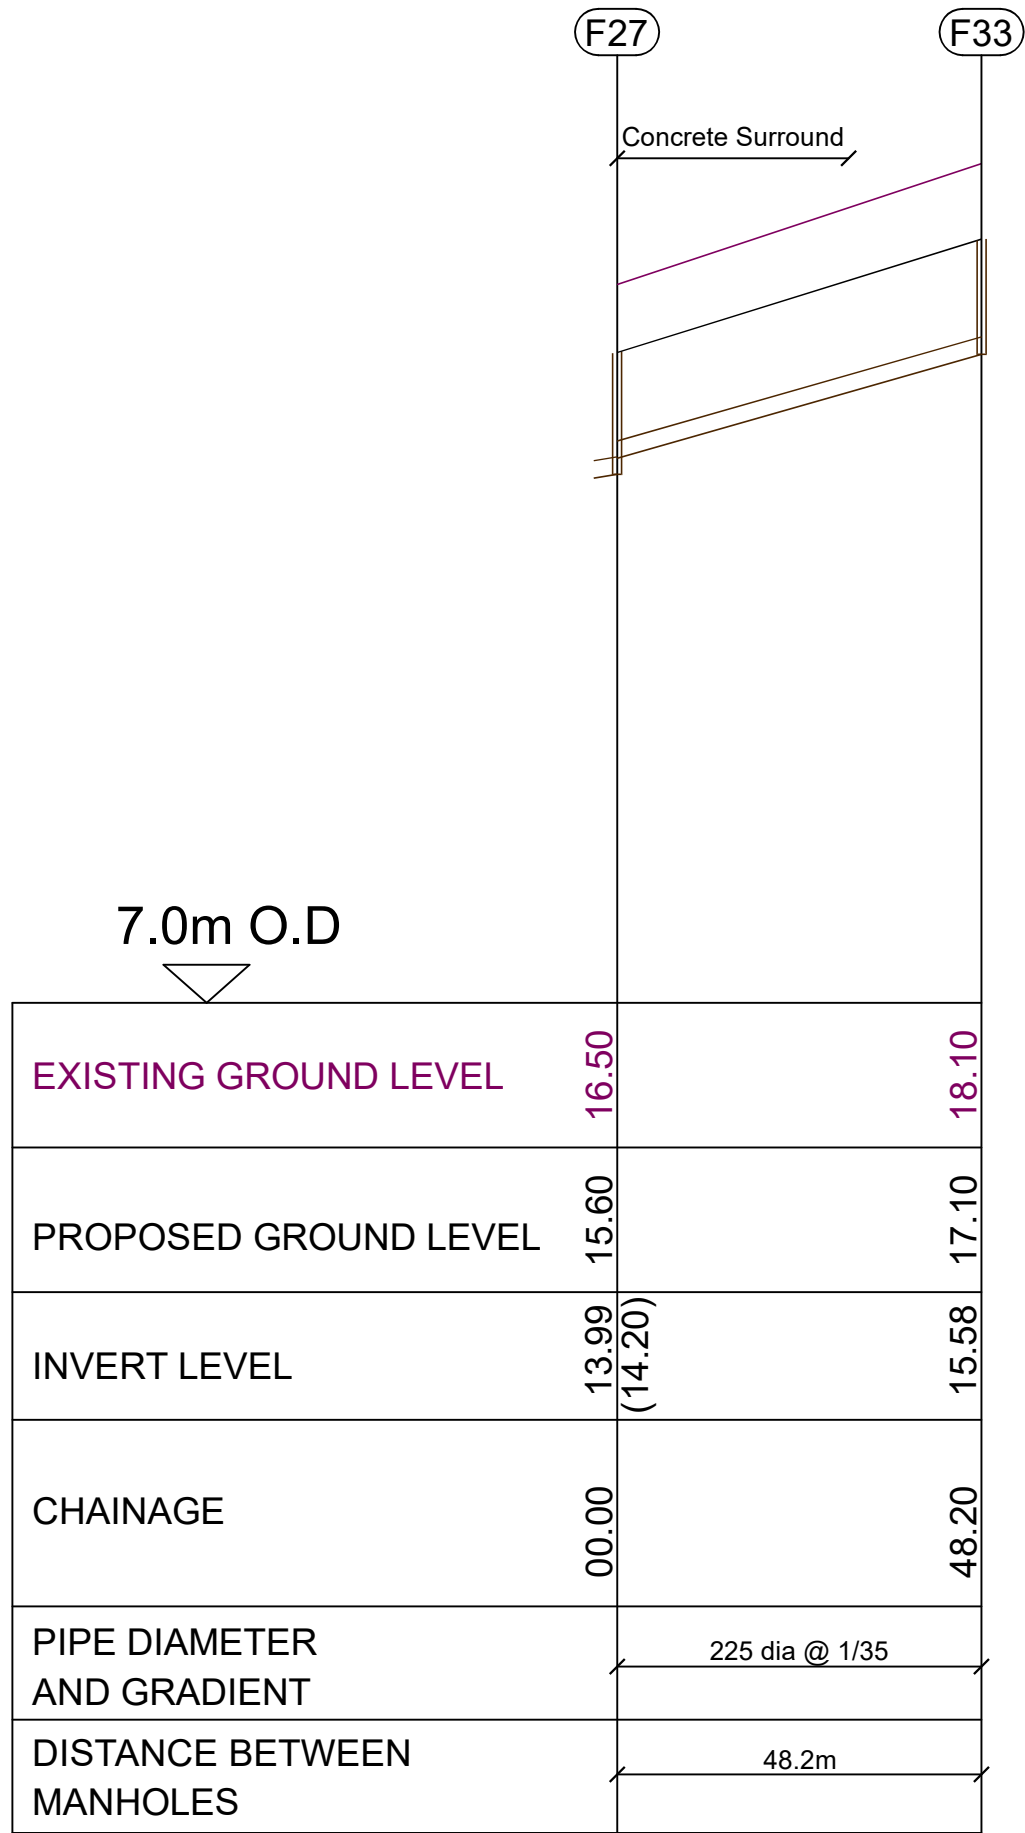 F27
F33
Concrete Surround
7.0m O.D
EXISTING GROUND LEVEL
16.50
18.10
PROPOSED GROUND LEVEL
15.60
17.10
INVERT LEVEL
13.99
(14.20)
15.58
CHAINAGE
00.00
48.20
PIPE DIAMETER
AND GRADIENT
225 dia @ 1/35
DISTANCE BETWEEN
MANHOLES
48.2m